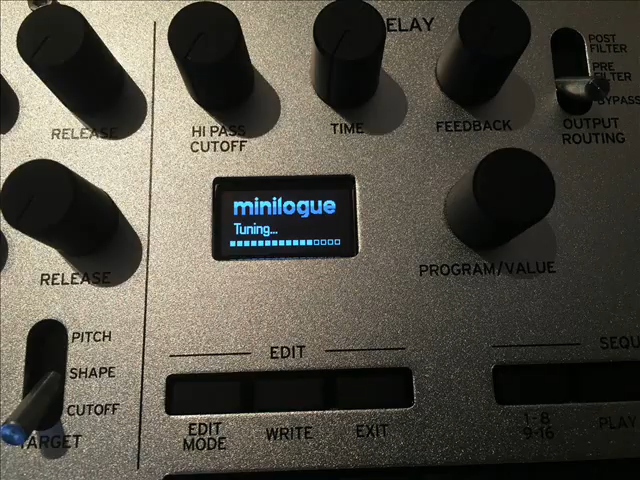 ELAY
POST
FILTER
PRE
FILTER
BYPASS
RELEASE
HI PASS
CUTOFF
TIME
FEEDBACK
OUTPUT
ROUTING
minilogue
Tuning...
RELEASE
PROGRAM/VALUE
PITCH
SHAPE
CUTOFF
TARGET
EDIT
SEQU
EDIT
MODE
WRITE
EXIT
1-8
9-16
PLAY